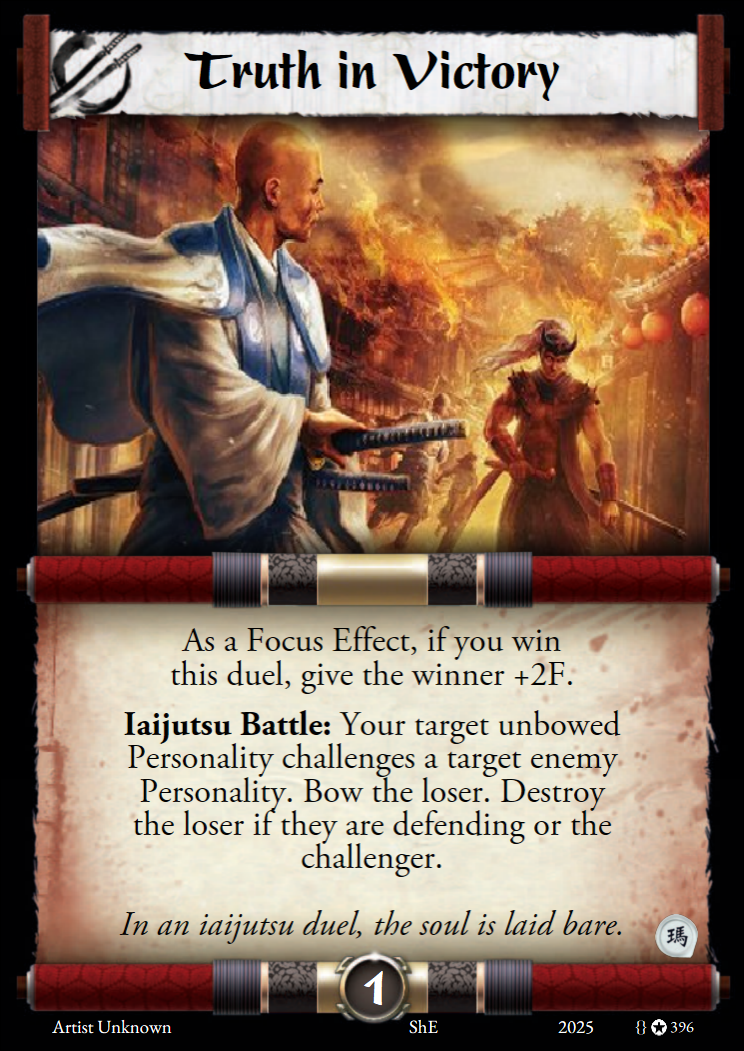 Truth in Victory
As a Focus Effect, if you win
this duel, give the winner +2F.
Iaijutsu Battle: Your target unbowed
Personality challenges a target enemy
Personality. Bow the loser. Destroy
the loser if they are defending or the
challenger.
In an iaijutsu duel, the soul is laid bare.
瑪
1
Artist Unknown ShE 2025 {} ✪ 396